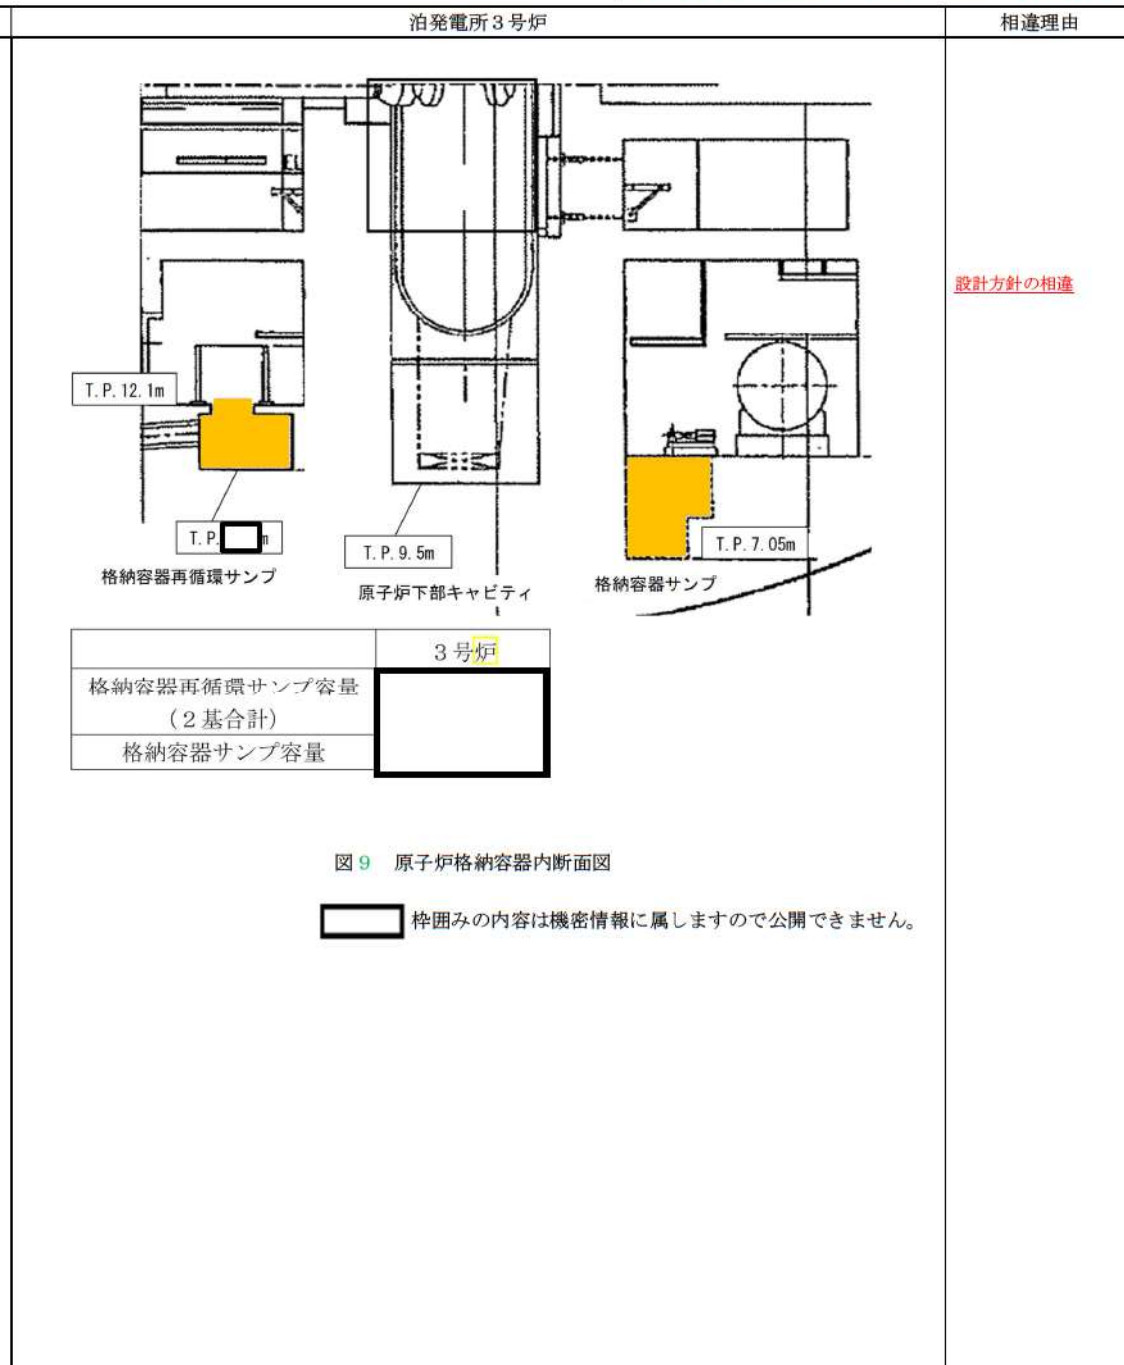 泊発電所3号炉
相違理由
設計方針の相違
EL
T.P.12.1m
T.P. m
格納容器再循環サンプ
T.P.9.5m
原子炉下部キャビティ
T.P.7.05m
格納容器サンプ
3号炉
格納容器再循環サンプ容量
(2基合計)
格納容器サンプ容量
図9 原子炉格納容器内断面図
枠囲みの内容は機密情報に属しますので公開できません。